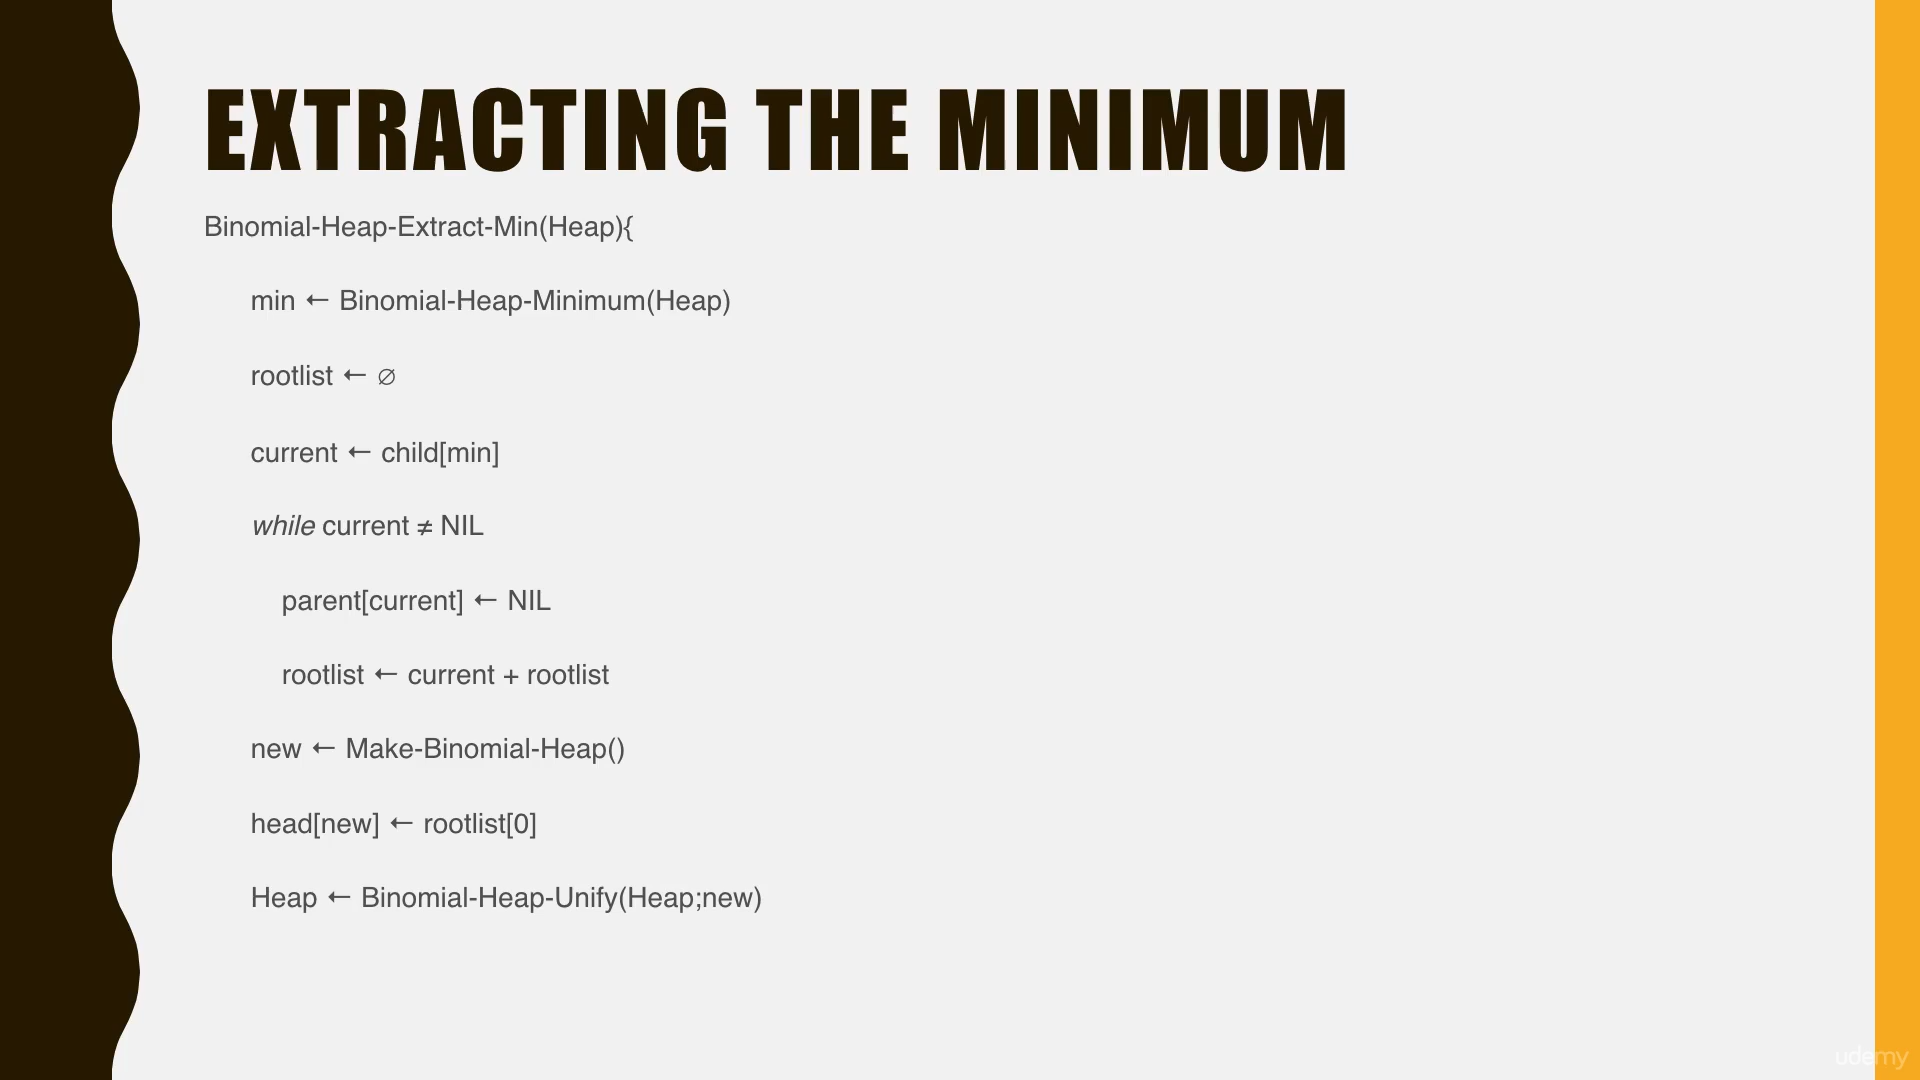 EXTRACTING THE MINIMUM
Binomial-Heap-Extract-Min(Heap){
min ← Binomial-Heap-Minimum(Heap)
rootlist ← ∅
current ← child[min]
while current ≠ NIL
parent[current] ← NIL
rootlist ← current + rootlist
new ← Make-Binomial-Heap()
head[new] ← rootlist[0]
Heap ← Binomial-Heap-Unify(Heap;new)
udemy